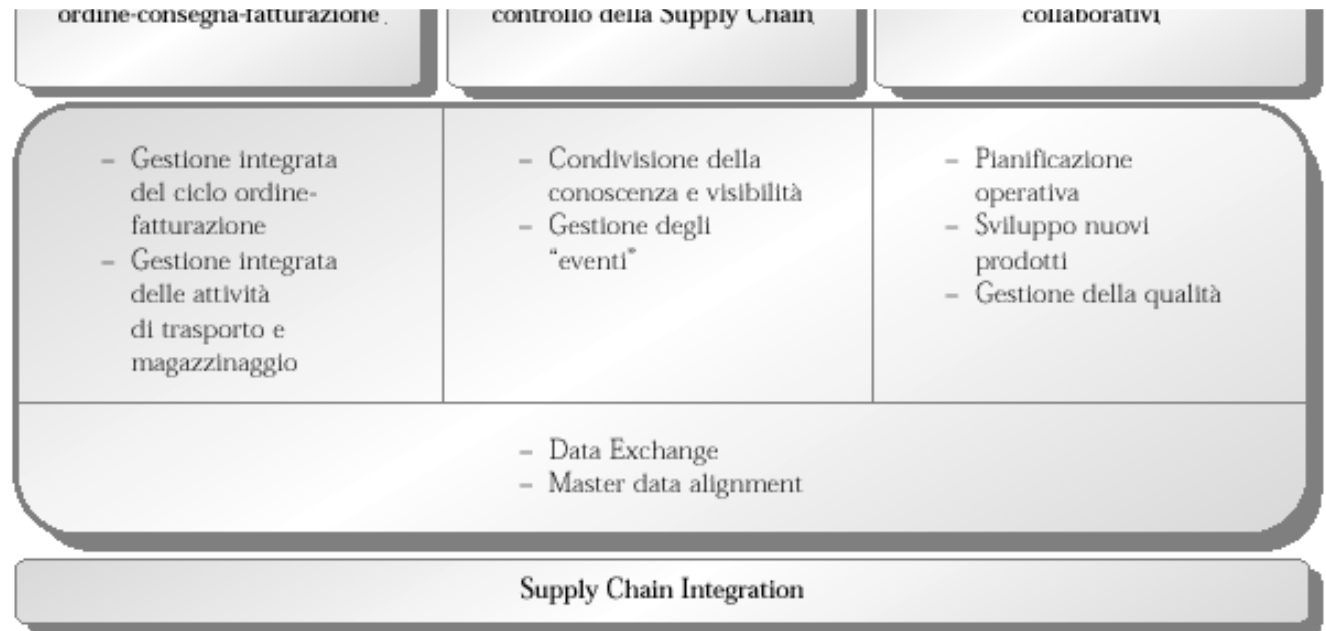 ordine-consegna-fatturazione
controllo della Supply Chain
collaborativi
– Gestione integrata
del ciclo ordine-
fatturazione
– Gestione integrata
delle attività
di trasporto e
magazzinaggio
– Condivisione della
conoscenza e visibilità
– Gestione degli
“eventi”
– Pianificazione
operativa
– Sviluppo nuovi
prodotti
– Gestione della qualità
– Data Exchange
– Master data alignment
Supply Chain Integration